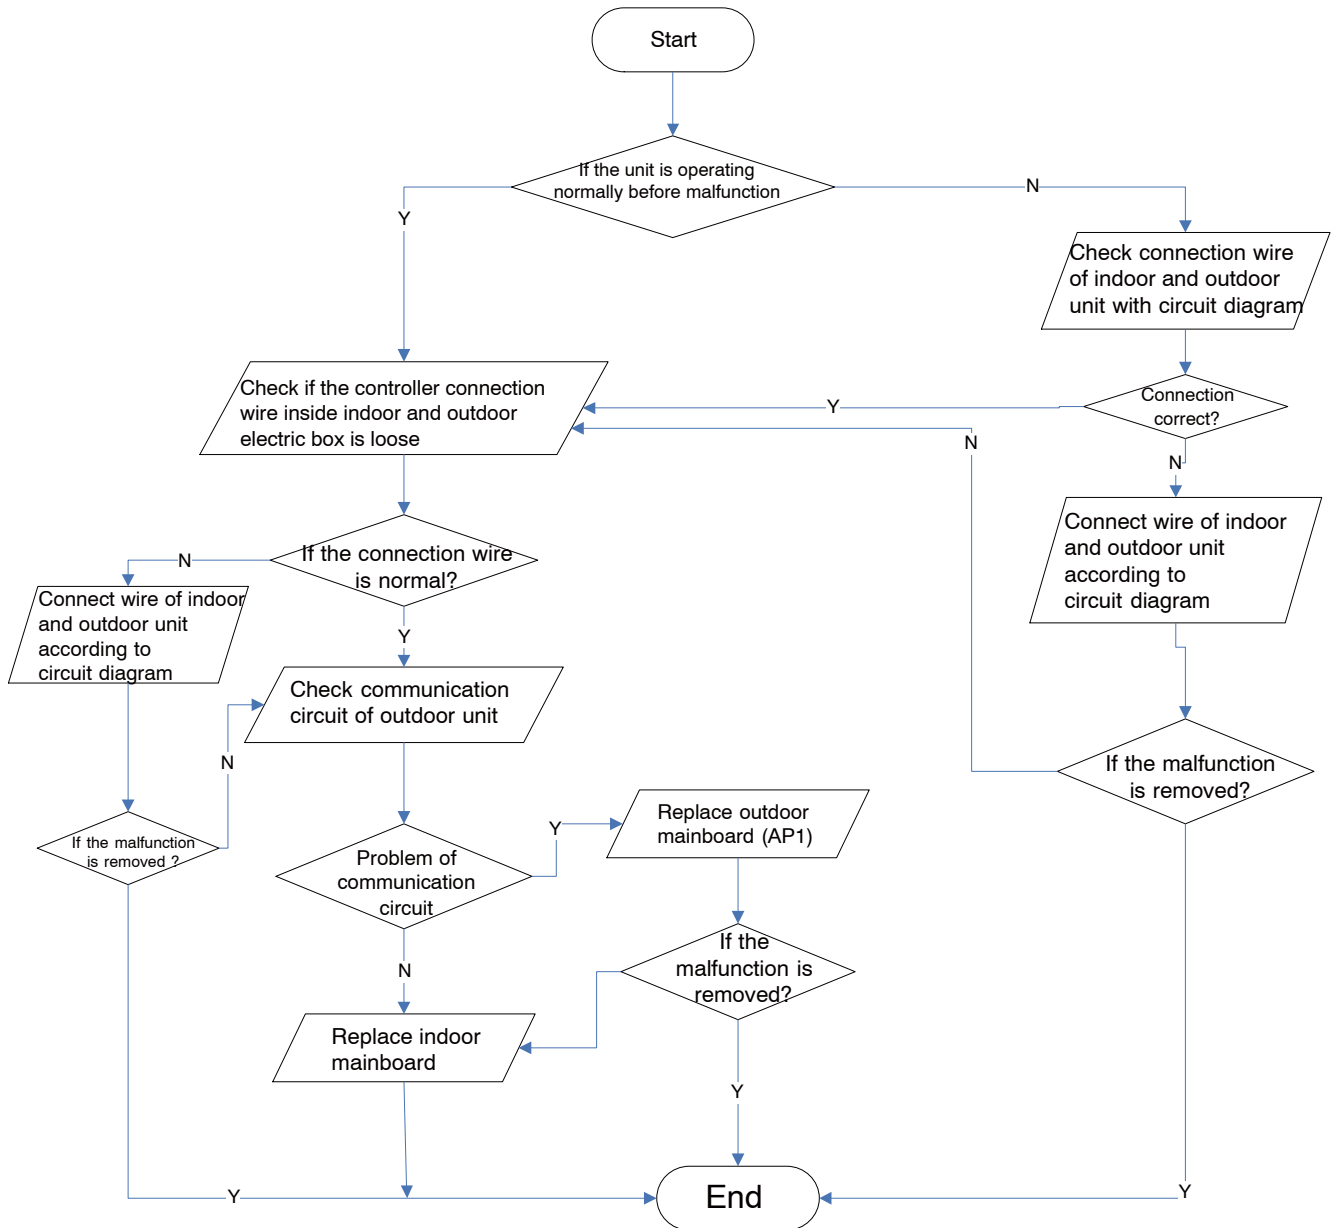 Start
If the unit is operating
normally before malfunction
Y
N
Check connection wire
of indoor and outdoor
unit with circuit diagram
Check if the controller connection
wire inside indoor and outdoor
electric box is loose
Y
Connection
correct?
N
N
Connect wire of indoor
and outdoor unit
according to
circuit diagram
If the connection wire
is normal?
N
Connect wire of indoor
and outdoor unit
according to
circuit diagram
Y
Check communication
circuit of outdoor unit
N
If the malfunction
is removed?
If the malfunction
is removed ?
Problem of
communication
circuit
Y
Replace outdoor
mainboard (AP1)
N
If the
malfunction is
removed?
Replace indoor
mainboard
Y
Y
End
Y